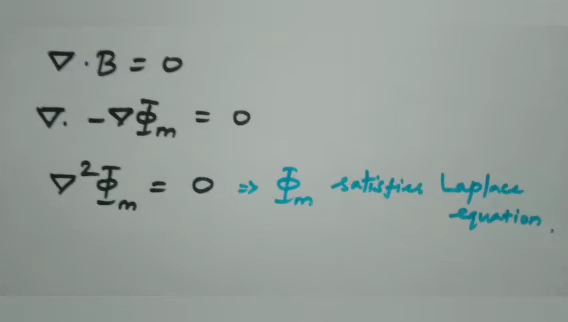 ∇ · B = 0
∇. −∇Φm = 0
∇²Φm = 0 ⇒ Φm satisfies Laplace
equation.